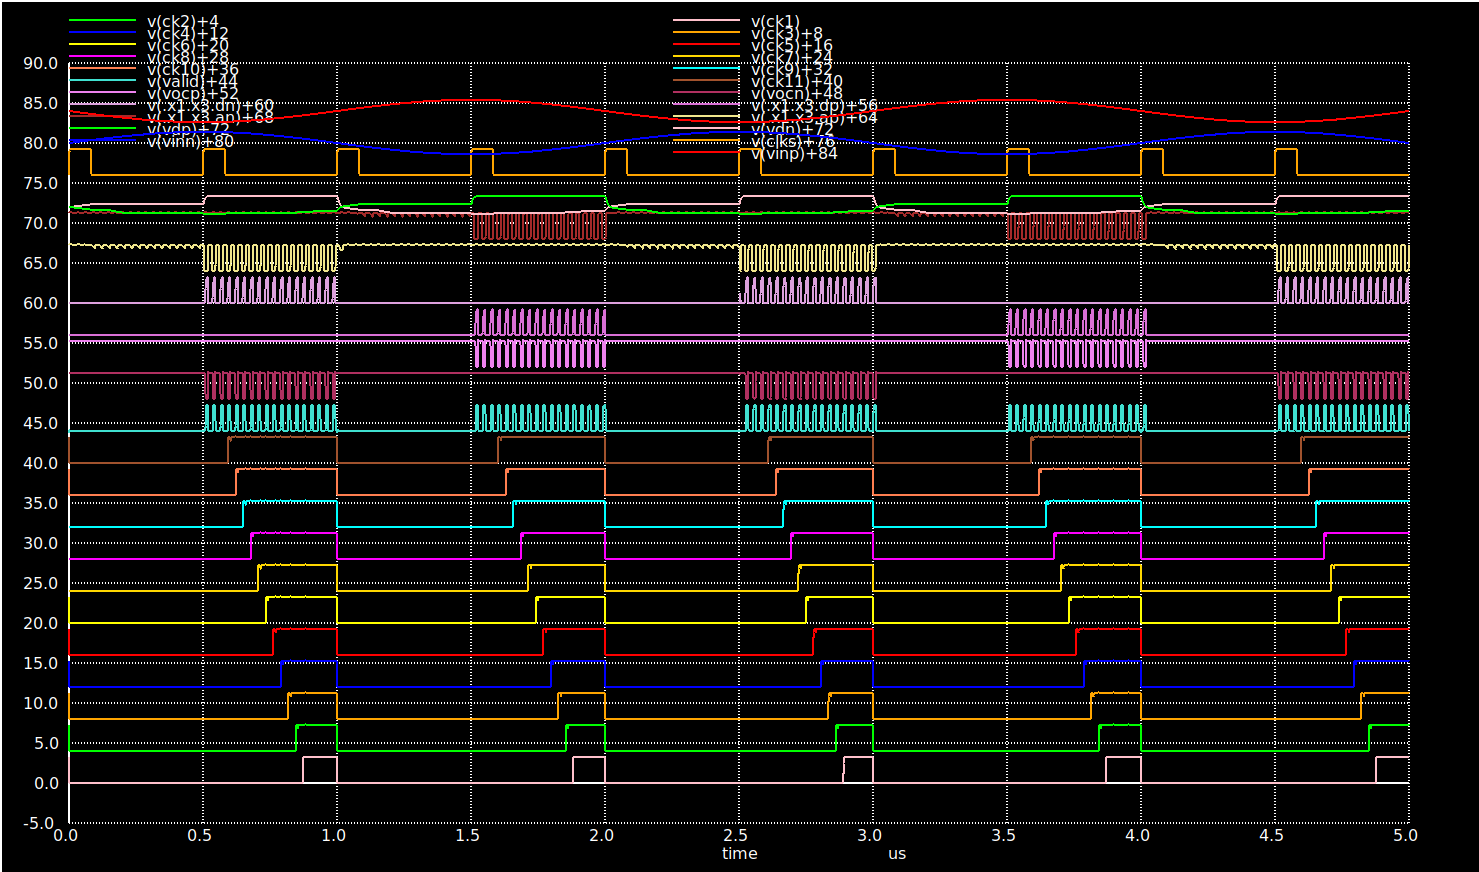 v(ck2)+4 v(ck1)
v(ck4)+12 v(ck3)+8
v(ck6)+20 v(ck5)+16
v(ck8)+28 v(ck7)+24
v(ck10)+36 v(ck9)+32
v(valid)+44 v(ck11)+40
v(vocp)+52 v(vocn)+48
v(.x1.x3.dn)+60 v(.x1.x3.dp)+56
v(.x1.x3.an)+68 v(.x1.x3.ap)+64
v(vdp)+72 v(vdn)+72
v(vinn)+80 v(clks)+76
v(vinp)+84
90.0
85.0
80.0
75.0
70.0
65.0
60.0
55.0
50.0
45.0
40.0
35.0
30.0
25.0
20.0
15.0
10.0
5.0
0.0
-5.0
0.0 0.5 1.0 1.5 2.0 2.5 3.0 3.5 4.0 4.5 5.0
time us